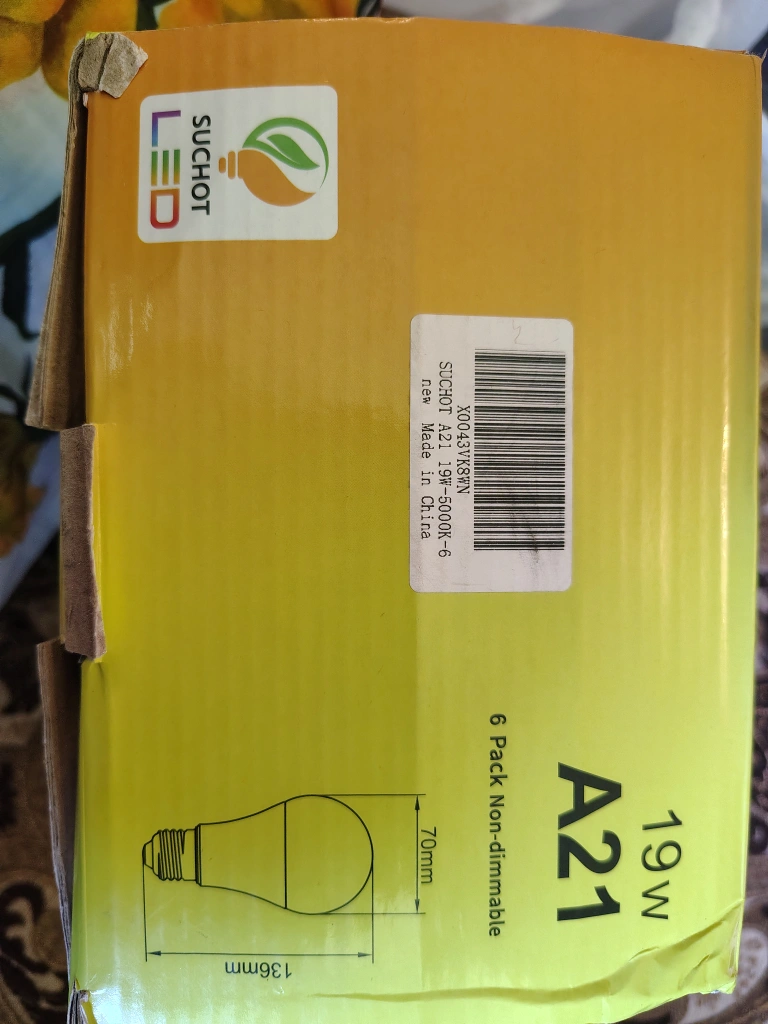 SUCHOT
LED
X0043VK8WN
SUCHOT A21 19W-5000K-6
new Made in China
19W
A21
6 Pack Non-dimmable
70mm
136mm